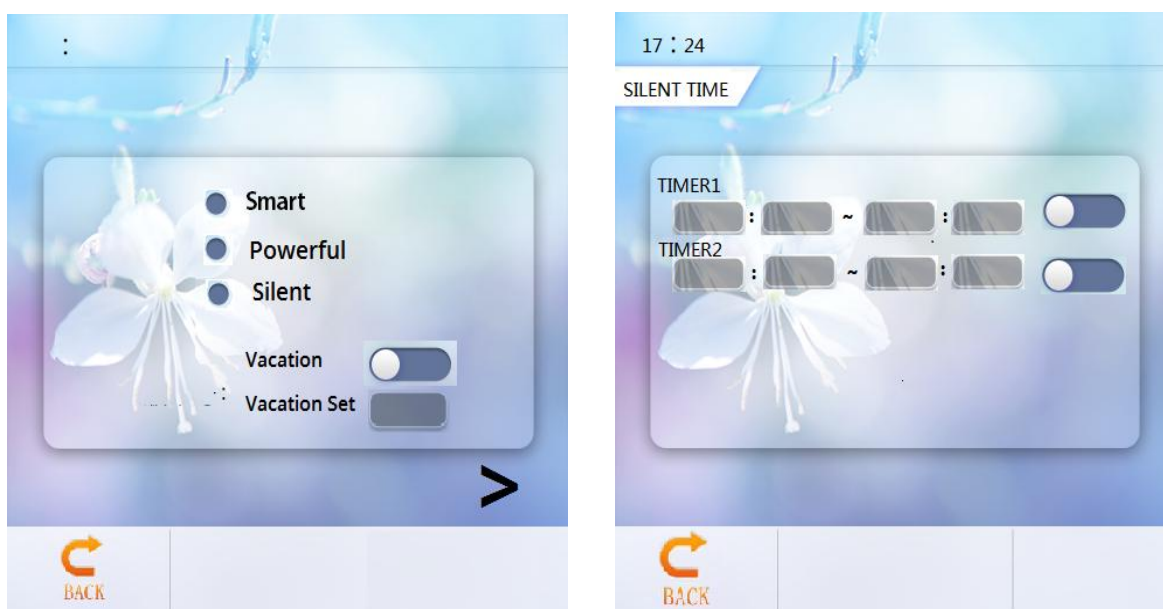 :
Smart
Powerful
Silent
Vacation
Vacation Set
>
BACK
17 : 24
SILENT TIME
TIMER1
: ~ :
TIMER2
: ~ :
BACK